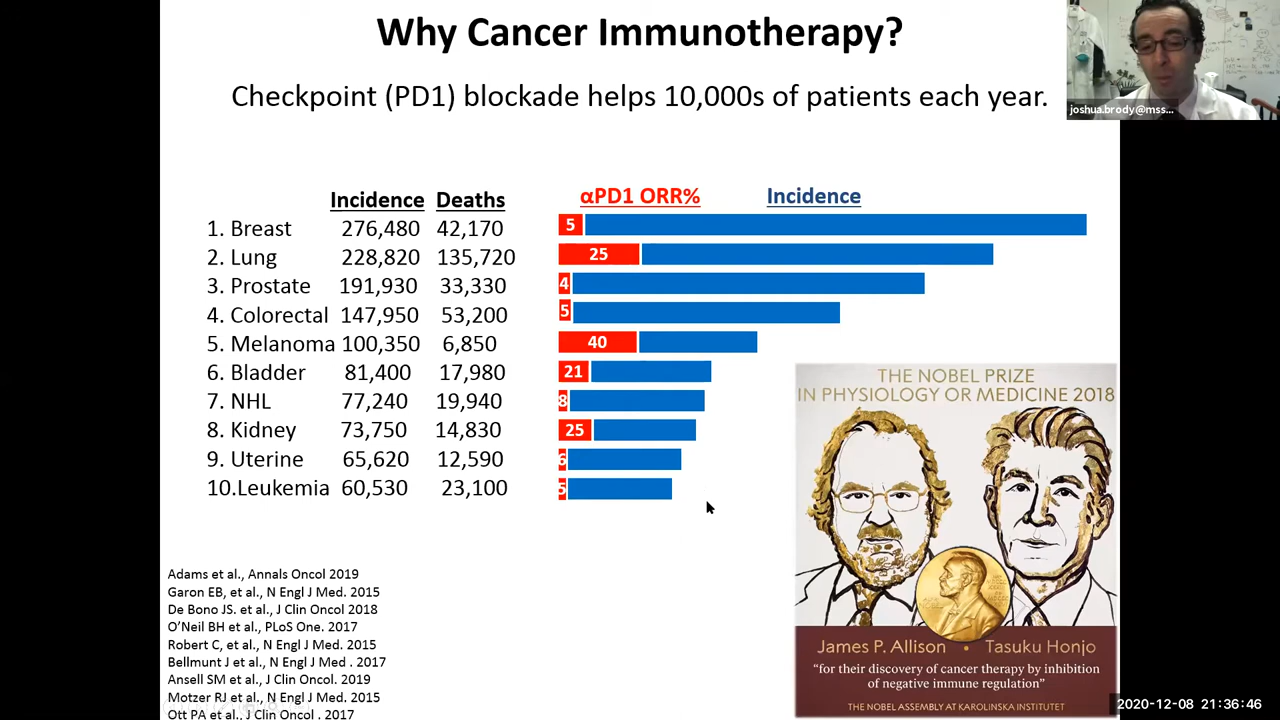 Why Cancer Immunotherapy?
Checkpoint (PD1) blockade helps 10,000s of patients each year.
joshua.brody@mss...
Incidence Deaths αPD1 ORR% Incidence
1. Breast 276,480 42,170 5
2. Lung 228,820 135,720 25
3. Prostate 191,930 33,330 4
4. Colorectal 147,950 53,200 5
5. Melanoma 100,350 6,850 40
6. Bladder 81,400 17,980 21
7. NHL 77,240 19,940 8
8. Kidney 73,750 14,830 25
9. Uterine 65,620 12,590 6
10.Leukemia 60,530 23,100 5
THE NOBEL PRIZE
IN PHYSIOLOGY OR MEDICINE 2018
James P. Allison • Tasuku Honjo
“for their discovery of cancer therapy by inhibition
of negative immune regulation”
THE NOBEL ASSEMBLY AT KAROLINSKA INSTITUTET
Adams et al., Annals Oncol 2019
Garon EB, et al., N Engl J Med. 2015
De Bono JS. et al., J Clin Oncol 2018
O’Neil BH et al., PLoS One. 2017
Robert C, et al., N Engl J Med. 2015
Bellmunt J et al., N Engl J Med . 2017
Ansell SM et al., J Clin Oncol. 2019
Motzer RJ et al., N Engl J Med. 2015
Ott PA et al., J Clin Oncol . 2017
2020-12-08 21:36:46